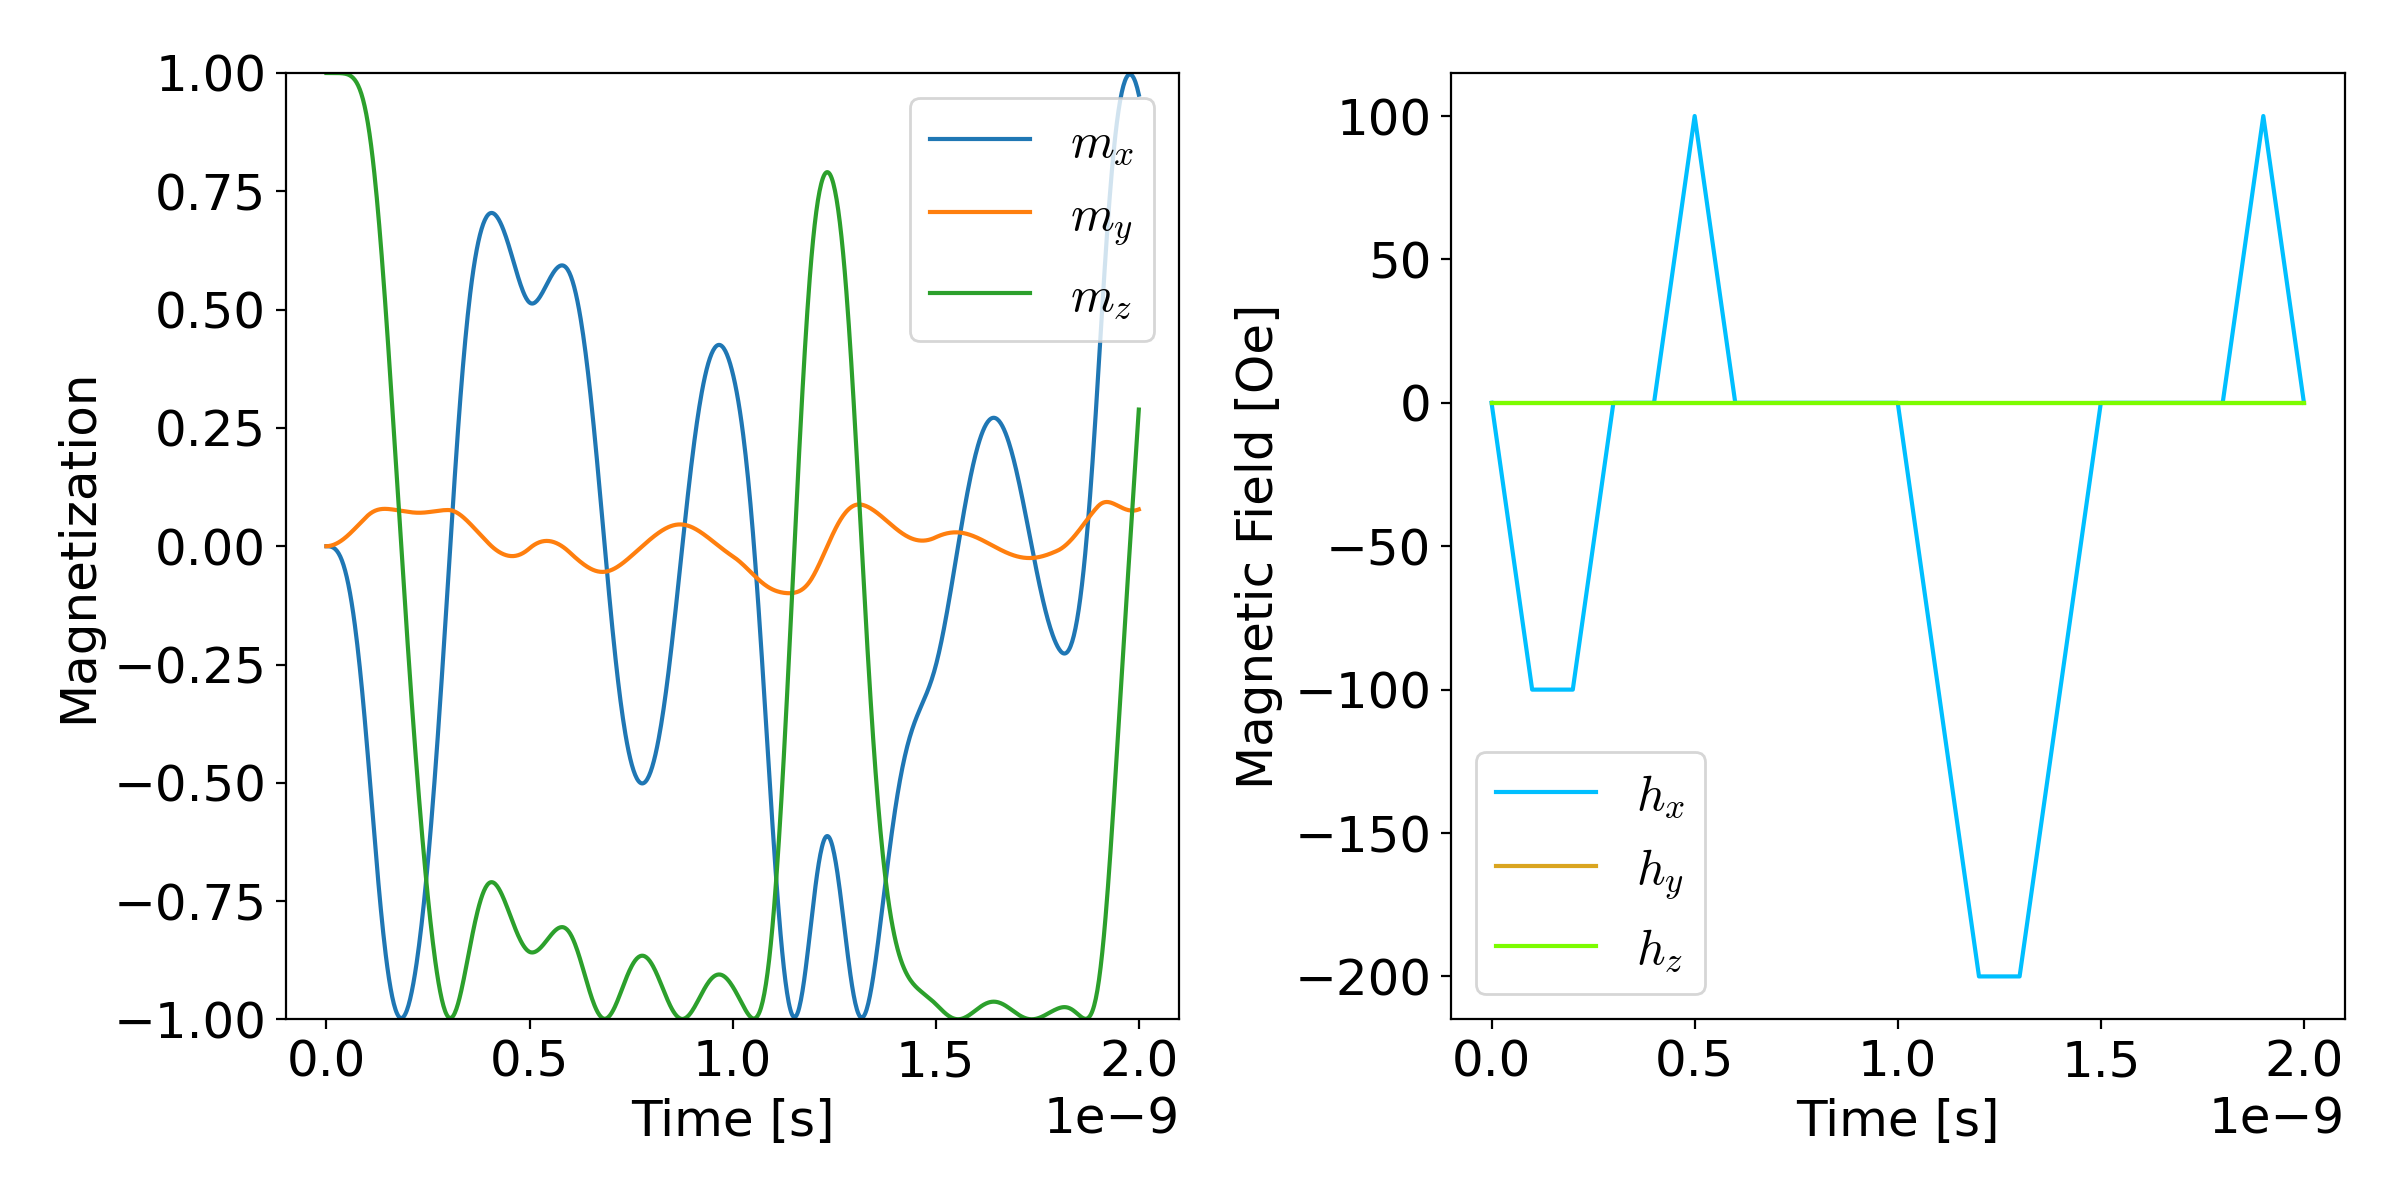 1.00
0.75
0.50
0.25
0.00
−0.25
−0.50
−0.75
−1.00
Magnetization
0.0 0.5 1.0 1.5 2.0
Time [s]
1e−9
m_x
m_y
m_z
100
50
0
−50
−100
−150
−200
Magnetic Field [Oe]
0.0 0.5 1.0 1.5 2.0
Time [s]
1e−9
h_x
h_y
h_z